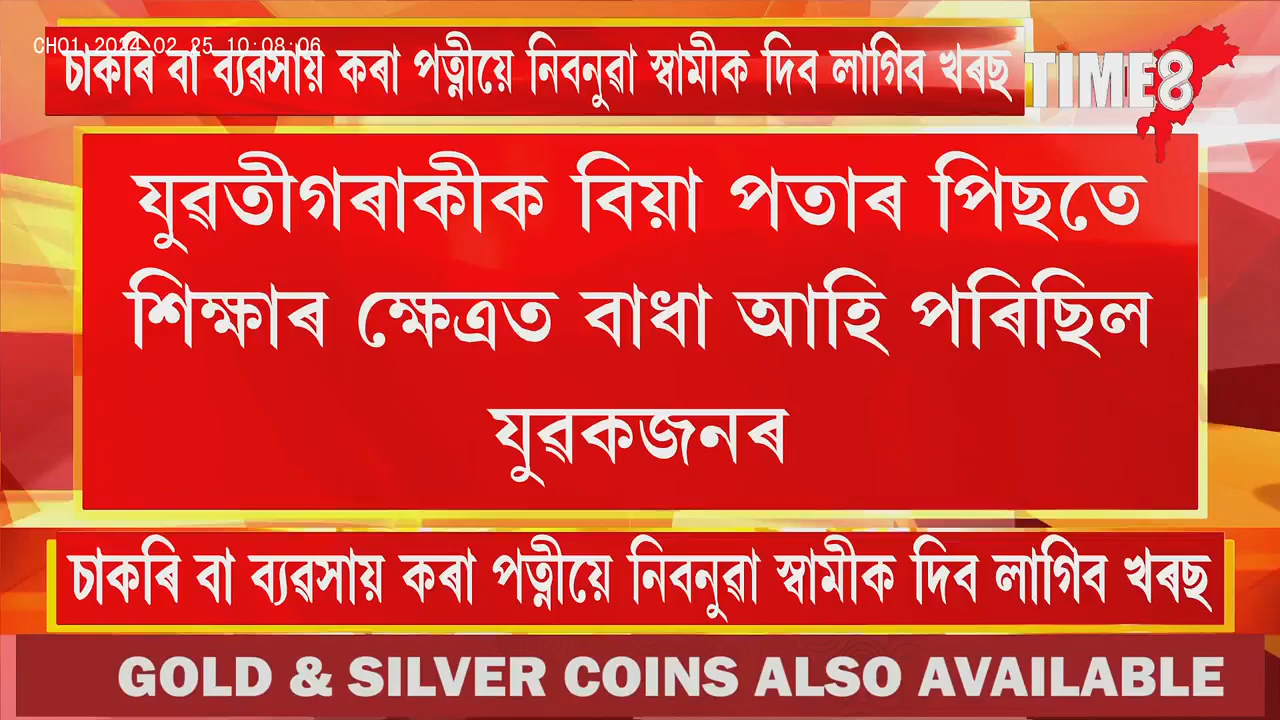 CH01 2024 02 25 10:08:06
চাকৰি বা ব্যৱসায় কৰা পত্নীয়ে নিবনুৱা স্বামীক দিব লাগিব খৰছ
TIME8
যুৱতীগৰাকীক বিয়া পতাৰ পিছতে
শিক্ষাৰ ক্ষেত্ৰত বাধা আহি পৰিছিল
যুৱকজনৰ
চাকৰি বা ব্যৱসায় কৰা পত্নীয়ে নিবনুৱা স্বামীক দিব লাগিব খৰছ
GOLD & SILVER COINS ALSO AVAILABLE